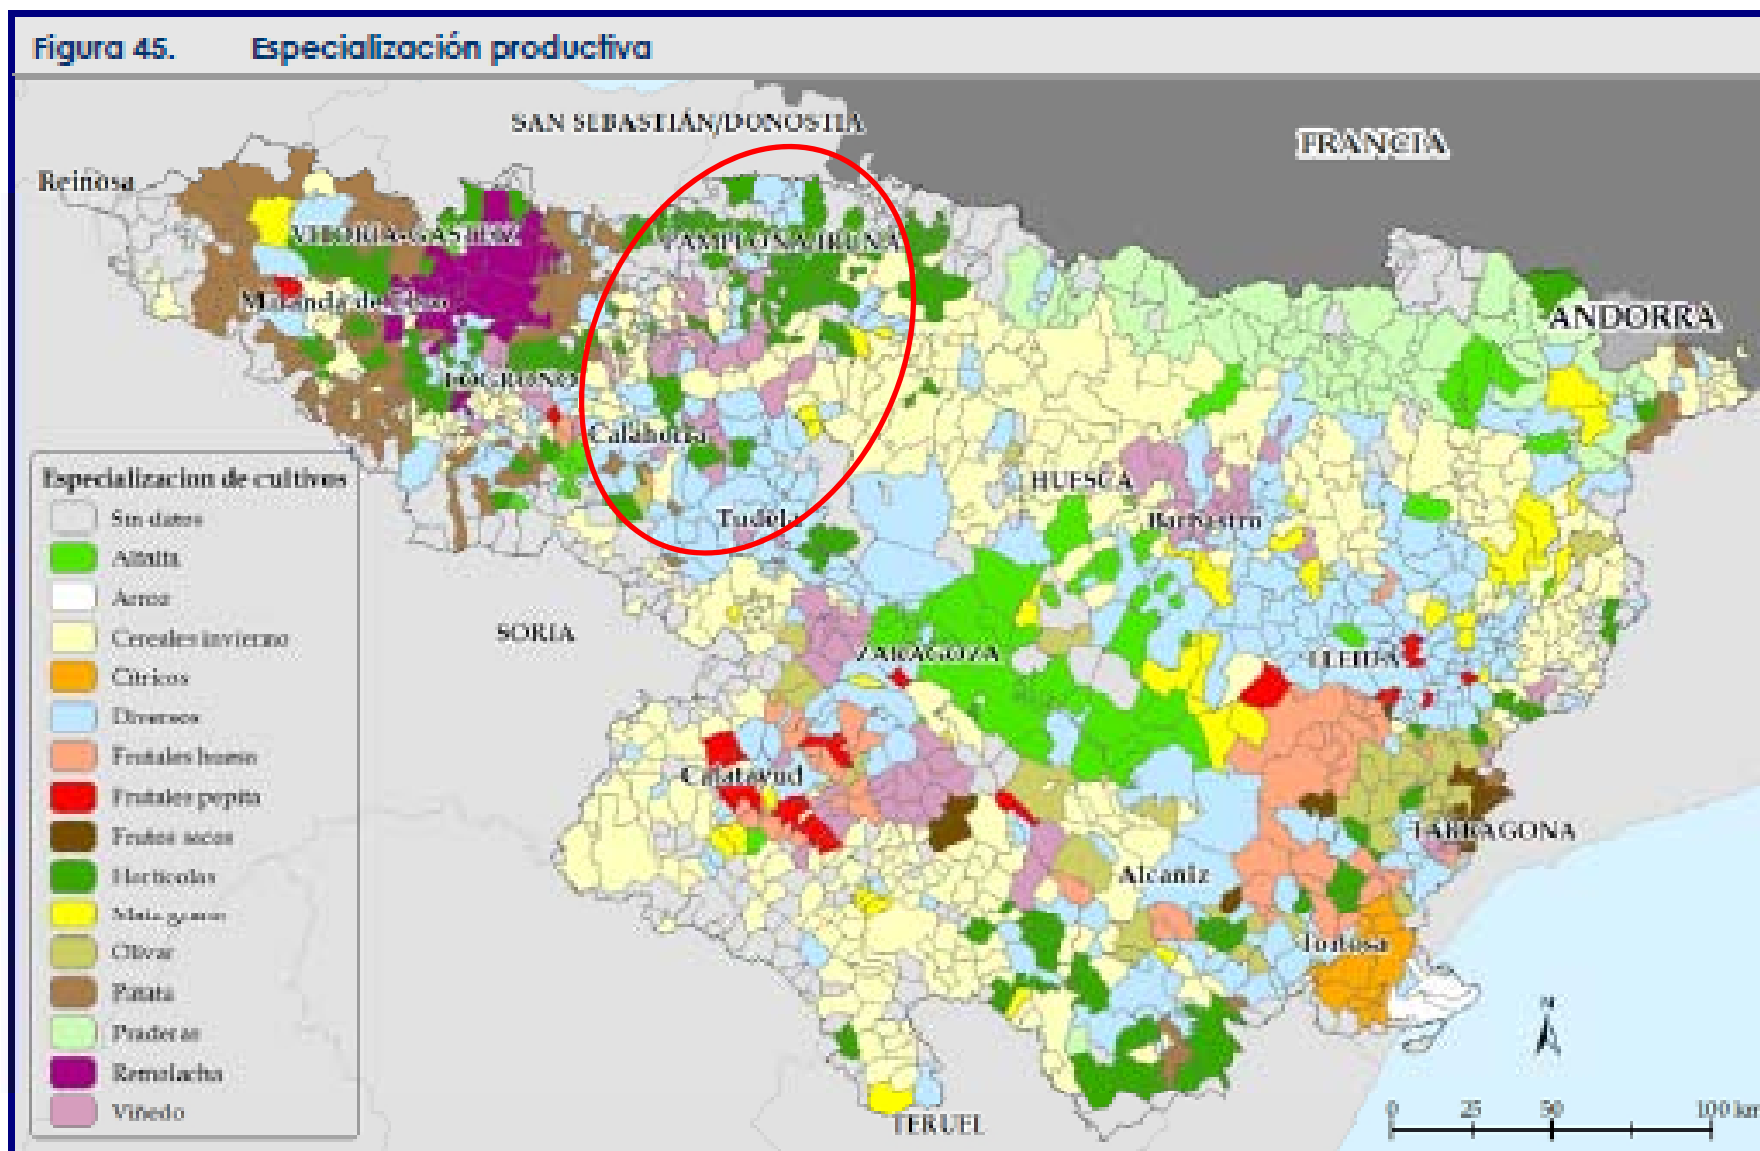 Figura 45. Especialización productiva
SAN SEBASTIÁN/DONOSTIA
FRANCIA
Reinosa
VITORIA-GASTEIZ
PAMPLONA/IRUÑA
Miranda de Ebro
ANDORRA
LOGROÑO
Calahorra
HUESCA
Barbastro
Tudela
SORIA
ZARAGOZA
LLEIDA
Calatayud
TARRAGONA
Alcañiz
Tortosa
TERUEL
Especializacion de cultivos
Sin datos
Alfalfa
Arroz
Cereales invierno
Cítricos
Diversos
Frutales hueso
Frutales pepita
Frutos secos
Hortícolas
Maíz grano
Olivar
Patata
Praderas
Remolacha
Viñedo
N
0 25 50 100 km